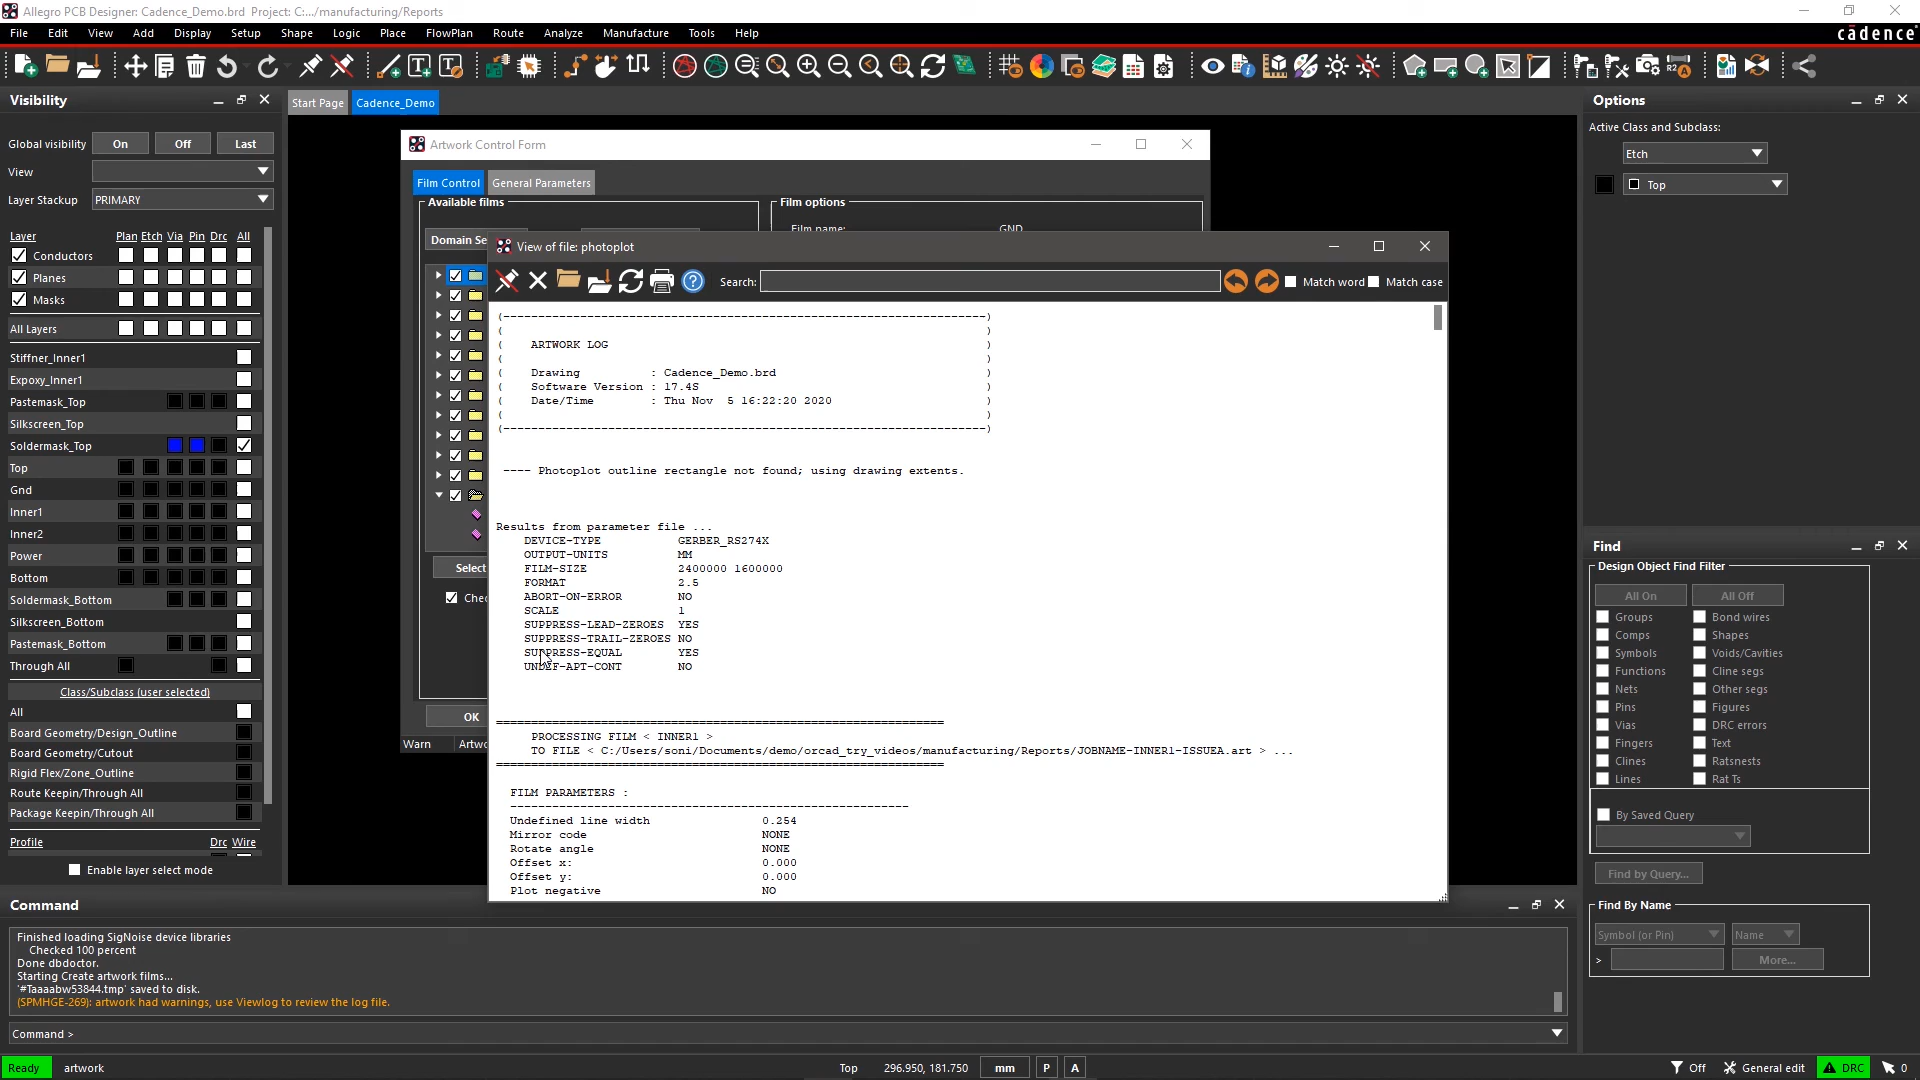 Allegro PCB Designer: Cadence_Demo.brd  Project: C:.../manufacturing/Reports
File Edit View Add Display Setup Shape Logic Place FlowPlan Route Analyze Manufacture Tools Help
cādence
Visibility
Global visibility On Off Last
View
Layer Stackup PRIMARY
Layer Plan Etch Via Pin Drc All
Conductors
Planes
Masks
All Layers
Stiffner_Inner1
Expoxy_Inner1
Pastemask_Top
Silkscreen_Top
Soldermask_Top
Top
Gnd
Inner1
Inner2
Power
Bottom
Soldermask_Bottom
Silkscreen_Bottom
Pastemask_Bottom
Through All
Class/Subclass (user selected)
All
Board Geometry/Design_Outline
Board Geometry/Cutout
Rigid Flex/Zone_Outline
Route Keepin/Through All
Package Keepin/Through All
Profile Drc Wire
Enable layer select mode
Start Page Cadence_Demo
Artwork Control Form
Film Control General Parameters
Available films
Film options
Film name: GND
Domain Se
Select
Chec
OK
Warn Artwo
View of file: photoplot
Search: Match word Match case
(---------------------------------------------------------------------)
( )
( ARTWORK LOG )
( )
( Drawing : Cadence_Demo.brd )
( Software Version : 17.4S )
( Date/Time : Thu Nov  5 16:22:20 2020 )
( )
(---------------------------------------------------------------------)
---- Photoplot outline rectangle not found; using drawing extents.
Results from parameter file ...
DEVICE-TYPE GERBER_RS274X
OUTPUT-UNITS MM
FILM-SIZE 2400000 1600000
FORMAT 2.5
ABORT-ON-ERROR NO
SCALE 1
SUPPRESS-LEAD-ZEROES YES
SUPPRESS-TRAIL-ZEROES NO
SUPPRESS-EQUAL YES
UNDEF-APT-CONT NO
================================================================
PROCESSING FILM < INNER1 >
TO FILE < C:/Users/soni/Documents/demo/orcad_try_videos/manufacturing/Reports/JOBNAME-INNER1-ISSUEA.art > ...
================================================================
FILM PARAMETERS :
---------------------------------------------------------
Undefined line width 0.254
Mirror code NONE
Rotate angle NONE
Offset x: 0.000
Offset y: 0.000
Plot negative NO
Options
Active Class and Subclass:
Etch
Top
Find
Design Object Find Filter
All On All Off
Groups Bond wires
Comps Shapes
Symbols Voids/Cavities
Functions Cline segs
Nets Other segs
Pins Figures
Vias DRC errors
Fingers Text
Clines Ratsnests
Lines Rat Ts
By Saved Query
Find by Query...
Find By Name
Symbol (or Pin) Name
> More...
Command
Finished loading SigNoise device libraries
Checked 100 percent
Done dbdoctor.
Starting Create artwork films...
'#Taaaabw53844.tmp' saved to disk.
(SPMHGE-269): artwork had warnings, use Viewlog to review the log file.
Command >
Ready artwork Top 296.950, 181.750 mm P A Off General edit DRC 0